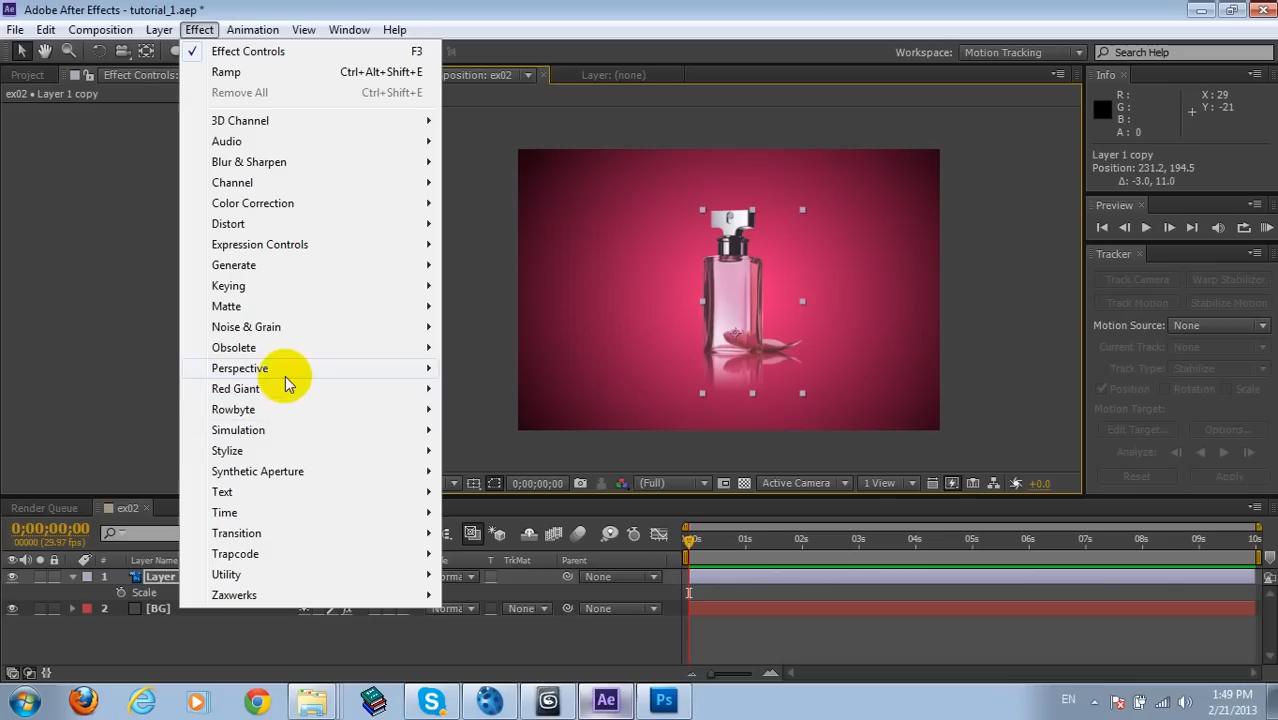 Adobe After Effects - tutorial_1.aep *
File Edit Composition Layer Effect Animation View Window Help
Workspace: Motion Tracking Search Help
Project Effect Controls: position: ex02 Layer: (none)
ex02 • Layer 1 copy
Effect Controls F3
Ramp Ctrl+Alt+Shift+E
Remove All Ctrl+Shift+E
3D Channel
Audio
Blur & Sharpen
Channel
Color Correction
Distort
Expression Controls
Generate
Keying
Matte
Noise & Grain
Obsolete
Perspective
Red Giant
Rowbyte
Simulation
Stylize
Synthetic Aperture
Text
Time
Transition
Trapcode
Utility
Zaxwerks
Info
R: X: 29
G: Y: -21
B:
A: 0
Layer 1 copy
Position: 231.2, 194.5
Δ: -3.0, 11.0
Preview
Tracker
Track Camera Warp Stabilizer
Track Motion Stabilize Motion
Motion Source: None
Current Track: None
Track Type: Stabilize
Position Rotation Scale
Motion Target:
Edit Target... Options...
Analyze:
Reset Apply
0;00;00;00 (Full) Active Camera 1 View +0.0
Render Queue ex02
0;00;00;00
00000 (29.97 fps)
# Layer Name T TrkMat Parent
1 Layer Norma None
Scale
2 [BG] Norma None None
00s 01s 02s 03s 04s 05s 06s 07s 08s 09s 10s
EN 1:49 PM
2/21/2013